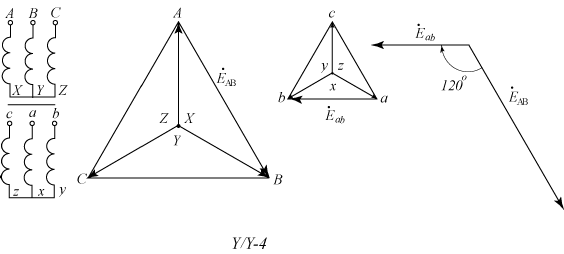 A B C
X Y Z
c a b
z x y
A
Ė_AB
Z X
Y
C
B
c
y z
x
b
a
Ė_ab
Ė_ab
120°
Ė_AB
Y/Y-4